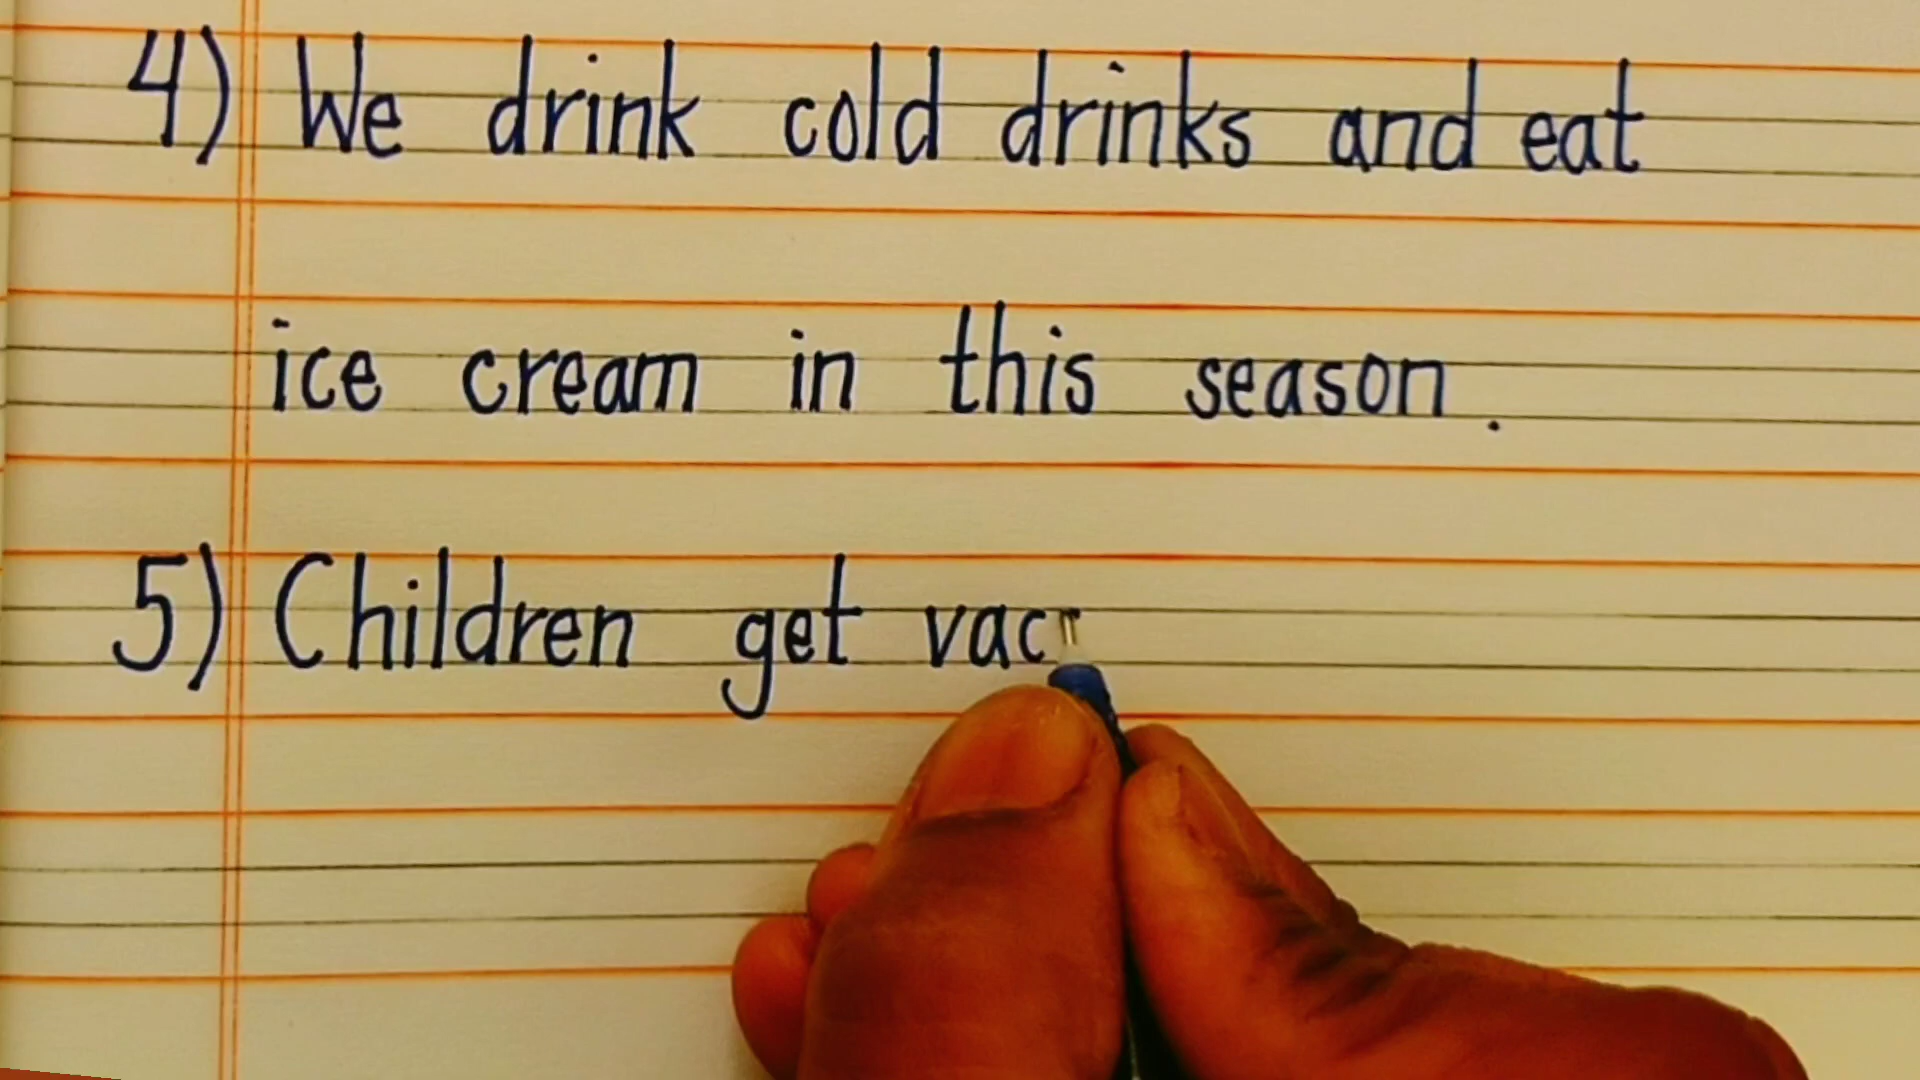 4) We drink cold drinks and eat
ice cream in this season.
5) Children get vac